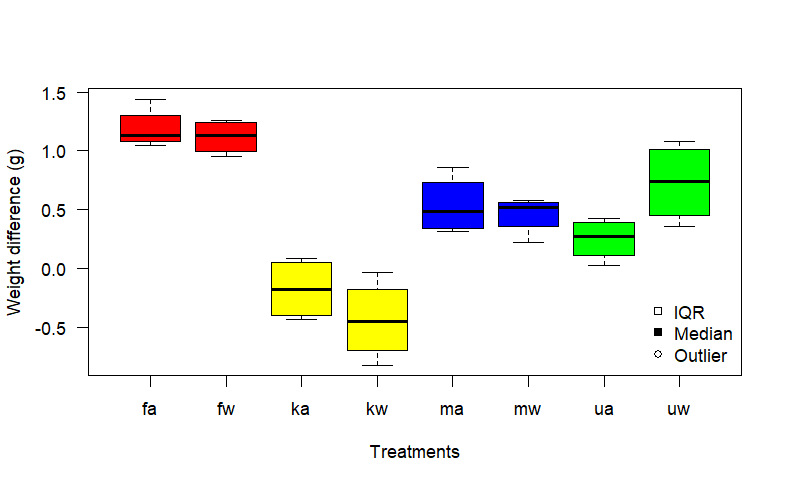 Weight difference (g)
1.5
1.0
0.5
0.0
-0.5
IQR
Median
Outlier
fa fw ka kw ma mw ua uw
Treatments